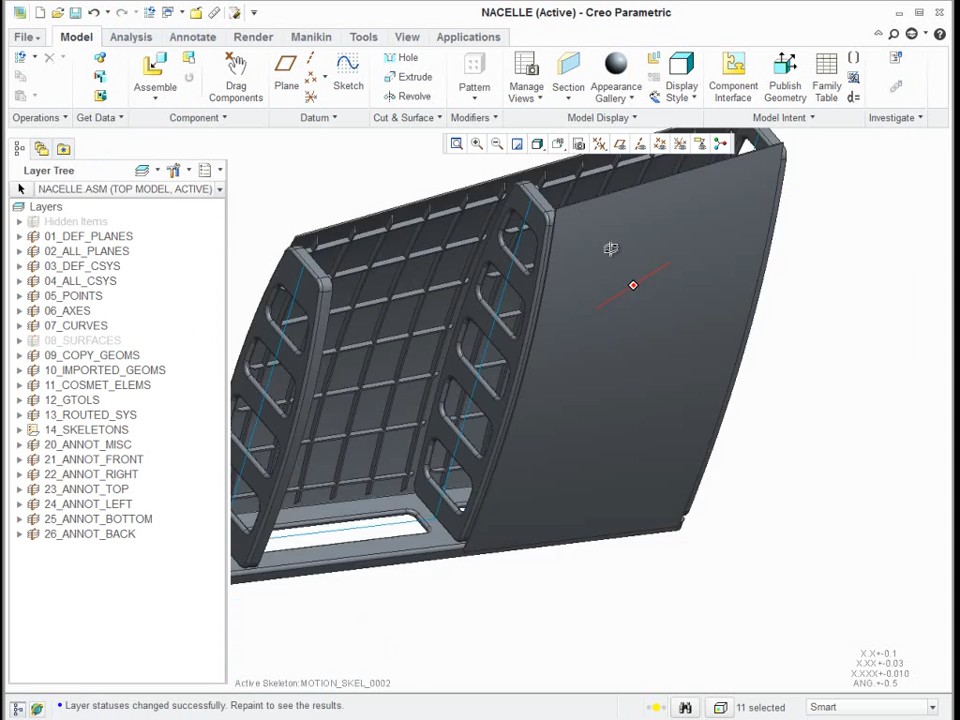 NACELLE (Active) - Creo Parametric
File
Model
Analysis
Annotate
Render
Manikin
Tools
View
Applications
Assemble
Drag
Components
Plane
Sketch
Hole
Extrude
Revolve
Pattern
Manage
Views
Section
Appearance
Gallery
Display
Style
Component
Interface
Publish
Geometry
Family
Table
Operations
Get Data
Component
Datum
Cut & Surface
Modifiers
Model Display
Model Intent
Investigate
Layer Tree
NACELLE.ASM (TOP MODEL, ACTIVE)
Layers
Hidden Items
01_DEF_PLANES
02_ALL_PLANES
03_DEF_CSYS
04_ALL_CSYS
05_POINTS
06_AXES
07_CURVES
08_SURFACES
09_COPY_GEOMS
10_IMPORTED_GEOMS
11_COSMET_ELEMS
12_GTOLS
13_ROUTED_SYS
14_SKELETONS
20_ANNOT_MISC
21_ANNOT_FRONT
22_ANNOT_RIGHT
23_ANNOT_TOP
24_ANNOT_LEFT
25_ANNOT_BOTTOM
26_ANNOT_BACK
X.X+-0.1
X.XX+-0.03
X.XXX+-0.010
ANG.+-0.5
Active Skeleton:MOTION_SKEL_0002
• Layer statuses changed successfully. Repaint to see the results.
11 selected
Smart